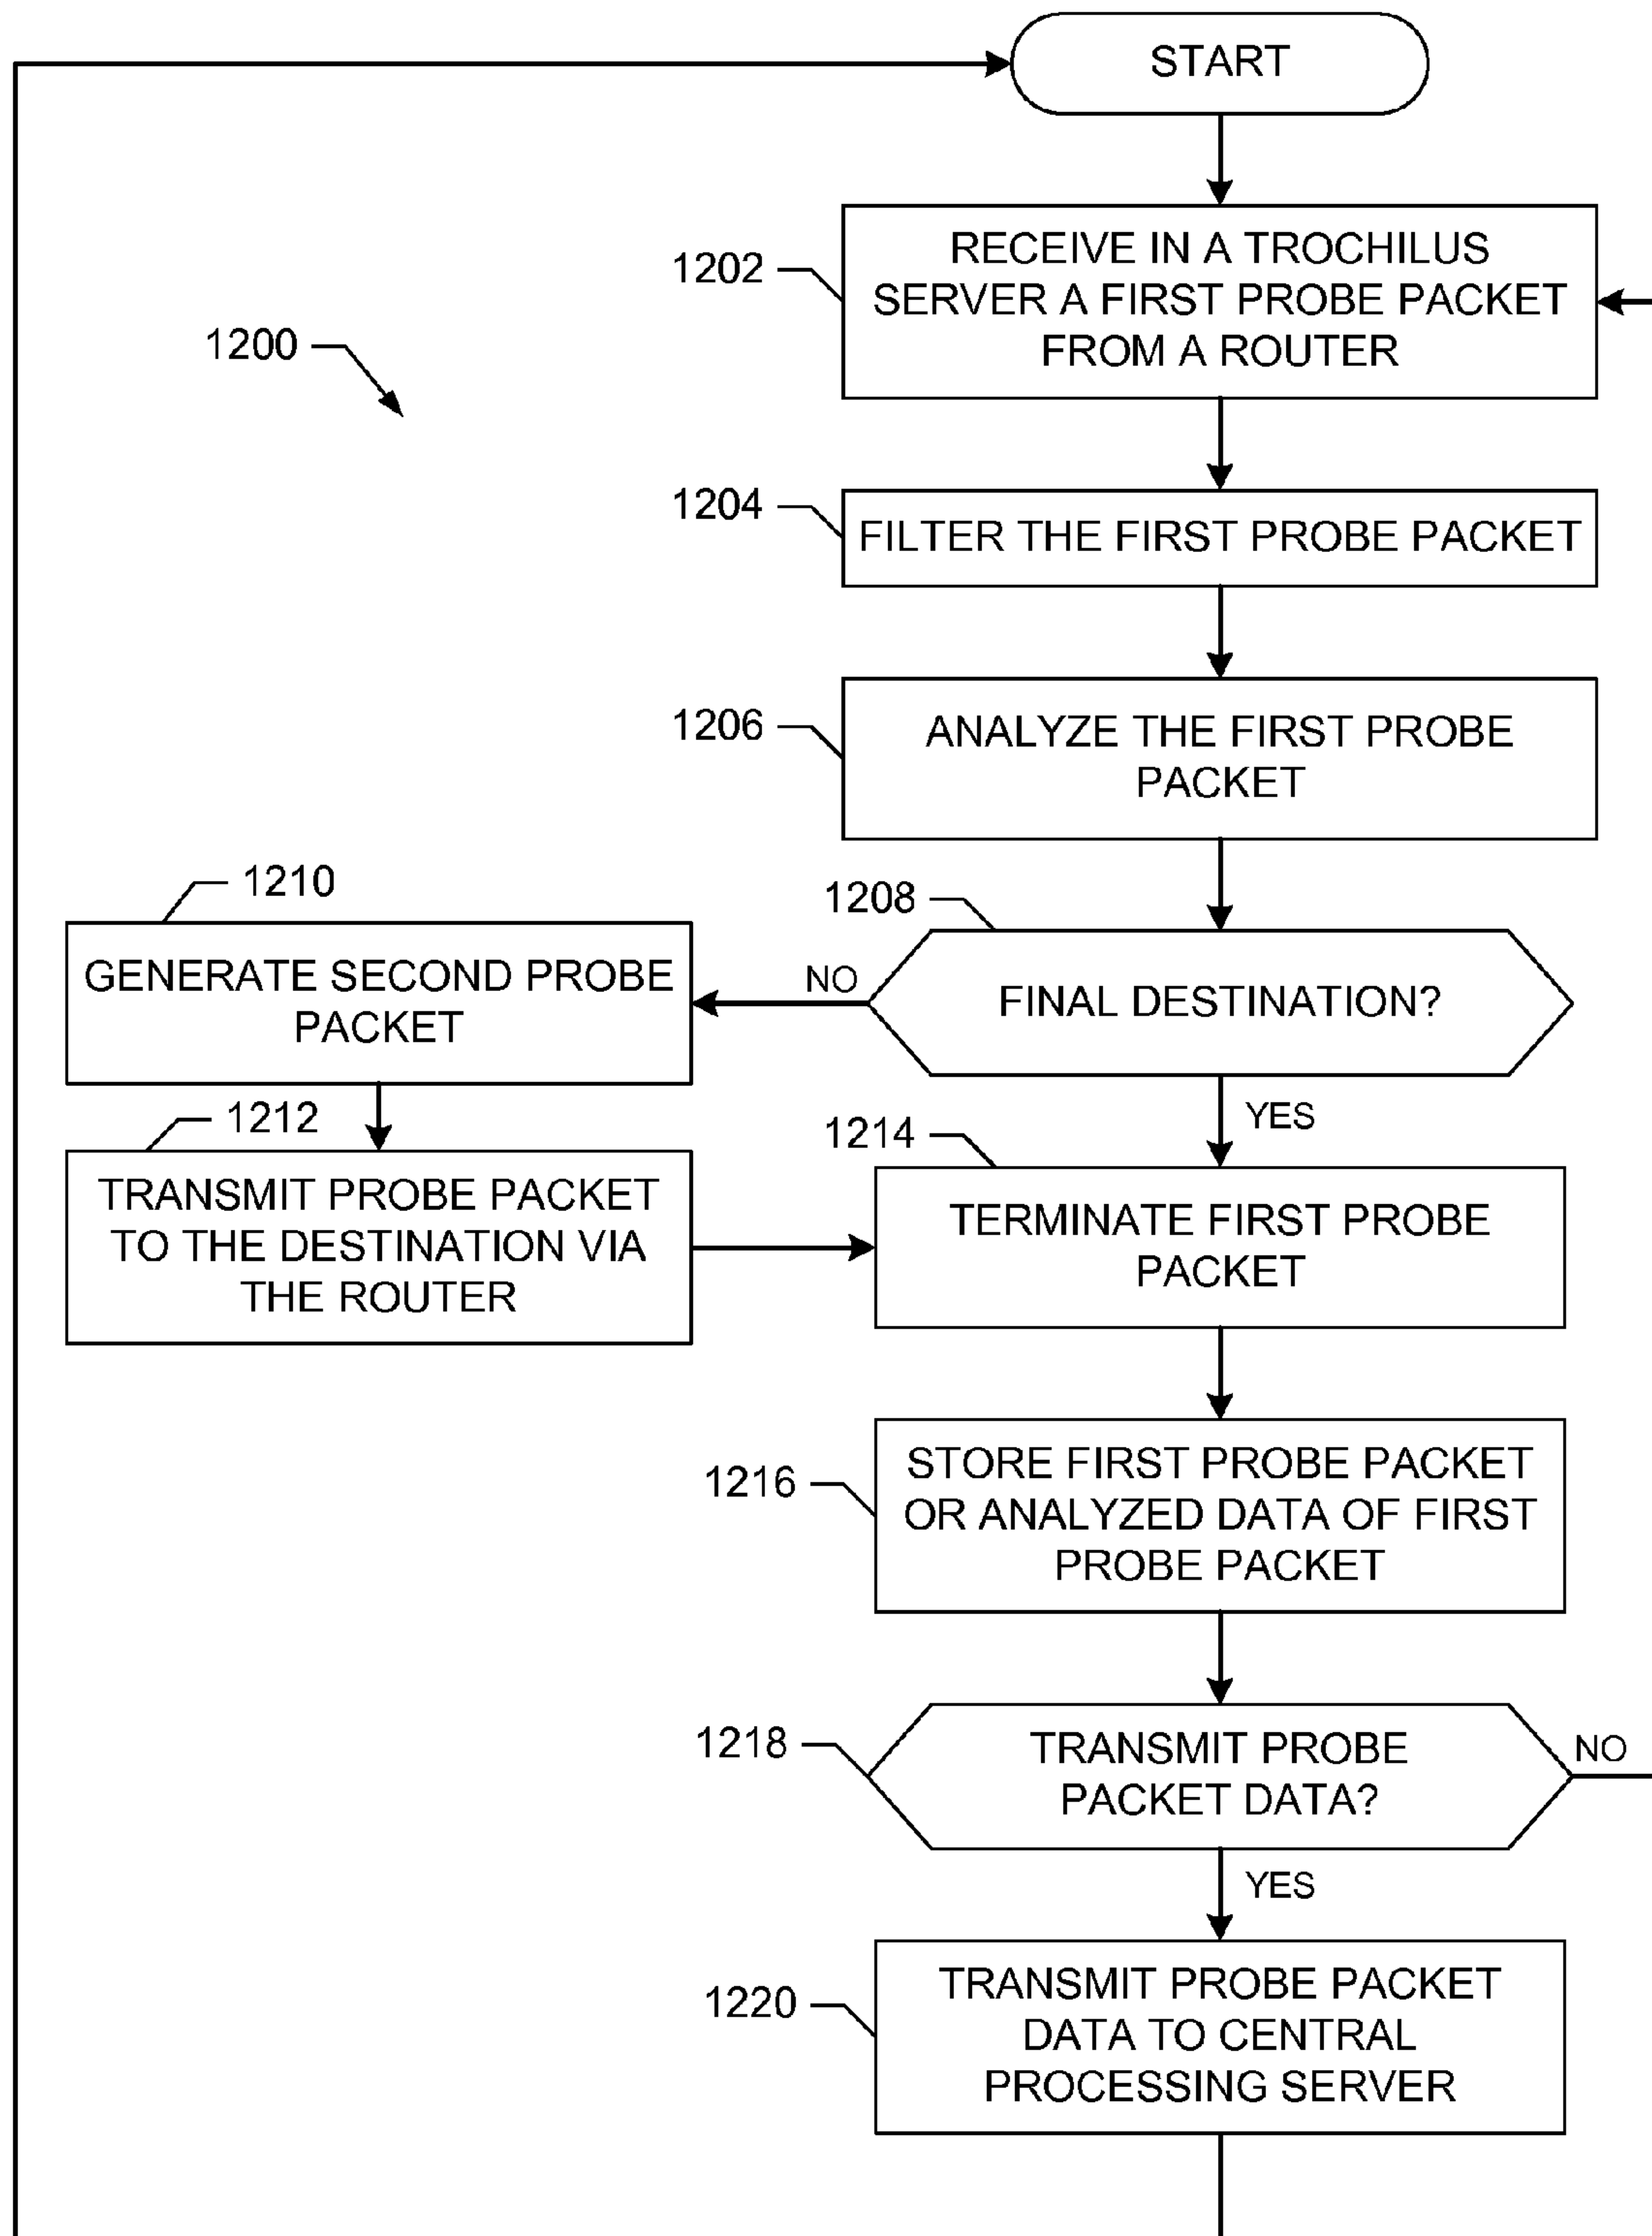 START
1202
RECEIVE IN A TROCHILUS
SERVER A FIRST PROBE PACKET
FROM A ROUTER
1200
1204
FILTER THE FIRST PROBE PACKET
1206
ANALYZE THE FIRST PROBE
PACKET
1208
FINAL DESTINATION?
NO
1210
GENERATE SECOND PROBE
PACKET
1212
TRANSMIT PROBE PACKET
TO THE DESTINATION VIA
THE ROUTER
YES
1214
TERMINATE FIRST PROBE
PACKET
1216
STORE FIRST PROBE PACKET
OR ANALYZED DATA OF FIRST
PROBE PACKET
1218
TRANSMIT PROBE
PACKET DATA?
NO
YES
1220
TRANSMIT PROBE PACKET
DATA TO CENTRAL
PROCESSING SERVER